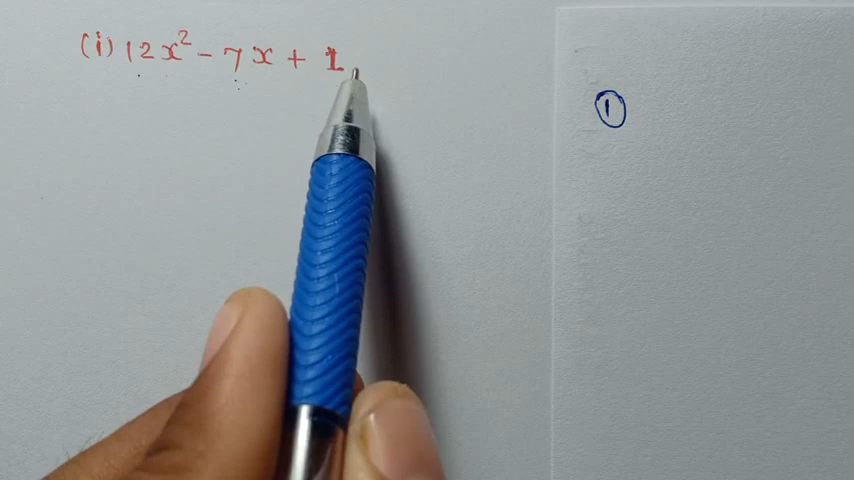 (i) 12x² - 7x + 1
①